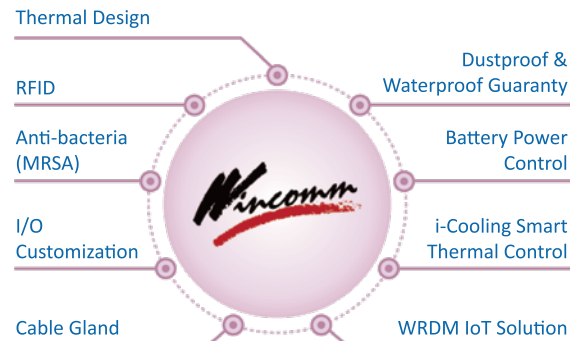 Thermal Design
RFID
Dustproof &
Waterproof Guaranty
Anti-bacteria
(MRSA)
Battery Power
Control
Wincomm
I/O
Customization
i-Cooling Smart
Thermal Control
Cable Gland
WRDM IoT Solution